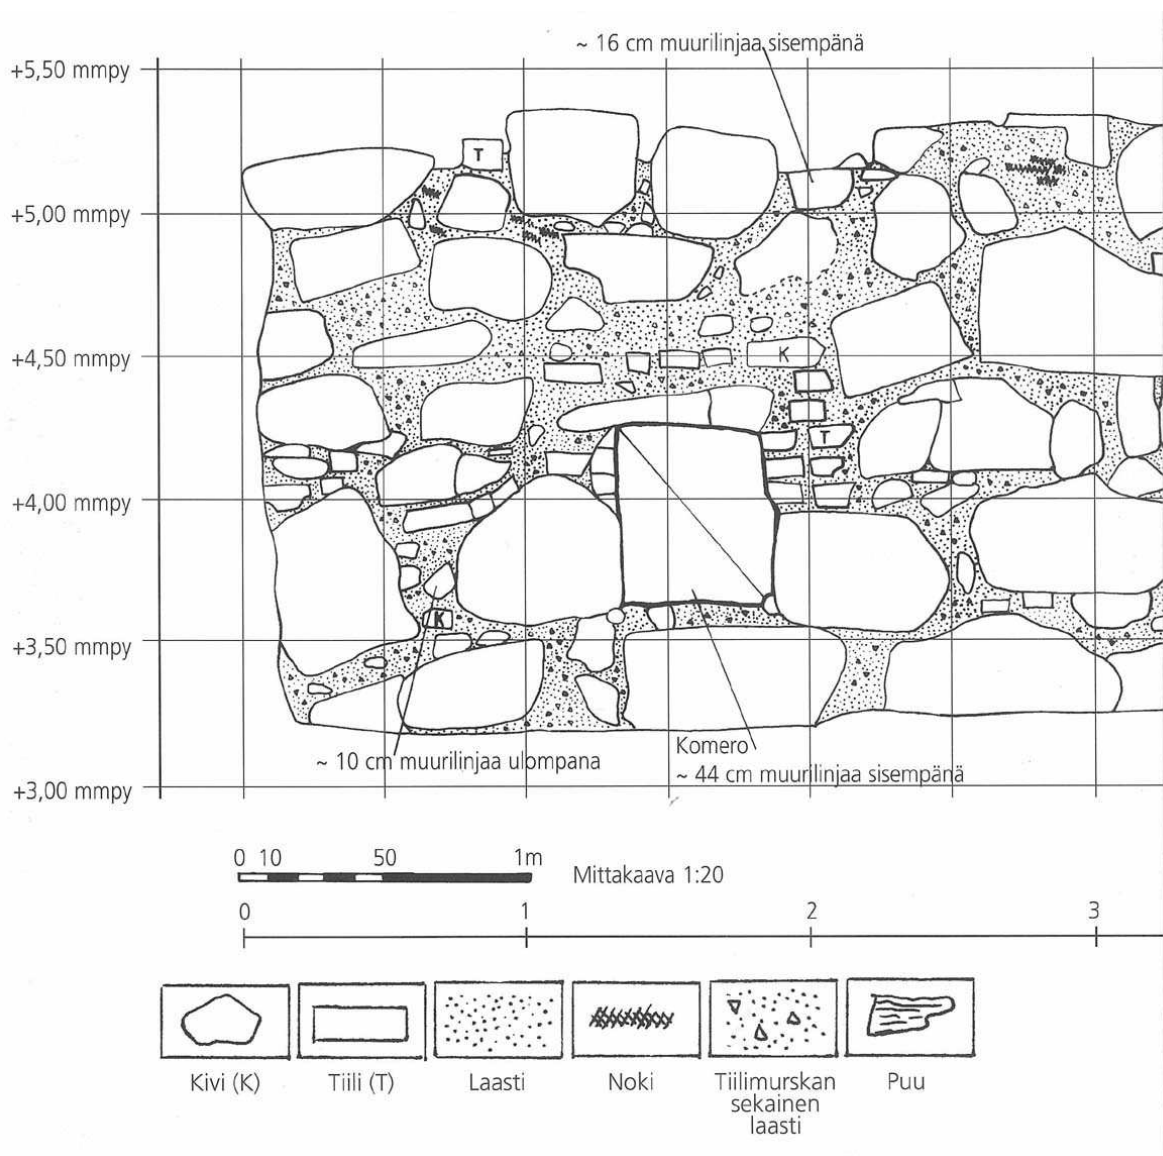 ~ 16 cm muurilinjaa sisempänä
+5,50 mmpy
T
+5,00 mmpy
+4,50 mmpy
K
T
+4,00 mmpy
K
+3,50 mmpy
Komero
~ 10 cm muurilinjaa ulompana
~ 44 cm muurilinjaa sisempänä
+3,00 mmpy
0 10 50 1m
Mittakaava 1:20
0 1 2 3
Kivi (K) Tiili (T) Laasti Noki Tiilimurskan Puu
sekainen
laasti